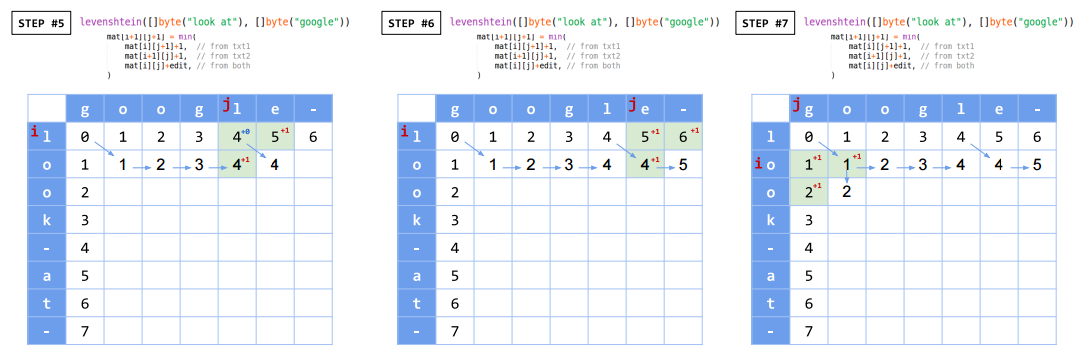 STEP #5
levenshtein([]byte("look at"), []byte("google"))
mat[i+1][j+1] = min(
mat[i][j+1]+1, // from txt1
mat[i+1][j]+1, // from txt2
mat[i][j]+edit, // from both
)
g o o g j l e -
i l 0 1 2 3 4+0 5+1 6
o 1 1 2 3 4+1 4
o 2
k 3
- 4
a 5
t 6
- 7
STEP #6
levenshtein([]byte("look at"), []byte("google"))
mat[i+1][j+1] = min(
mat[i][j+1]+1, // from txt1
mat[i+1][j]+1, // from txt2
mat[i][j]+edit, // from both
)
g o o g l j e -
i l 0 1 2 3 4 5+1 6+1
o 1 1 2 3 4 4+1 5
o 2
k 3
- 4
a 5
t 6
- 7
STEP #7
levenshtein([]byte("look at"), []byte("google"))
mat[i+1][j+1] = min(
mat[i][j+1]+1, // from txt1
mat[i+1][j]+1, // from txt2
mat[i][j]+edit, // from both
)
j g o o g l e -
l 0 1 2 3 4 5 6
i o 1+1 1+1 2 3 4 4 5
o 2+1 2
k 3
- 4
a 5
t 6
- 7